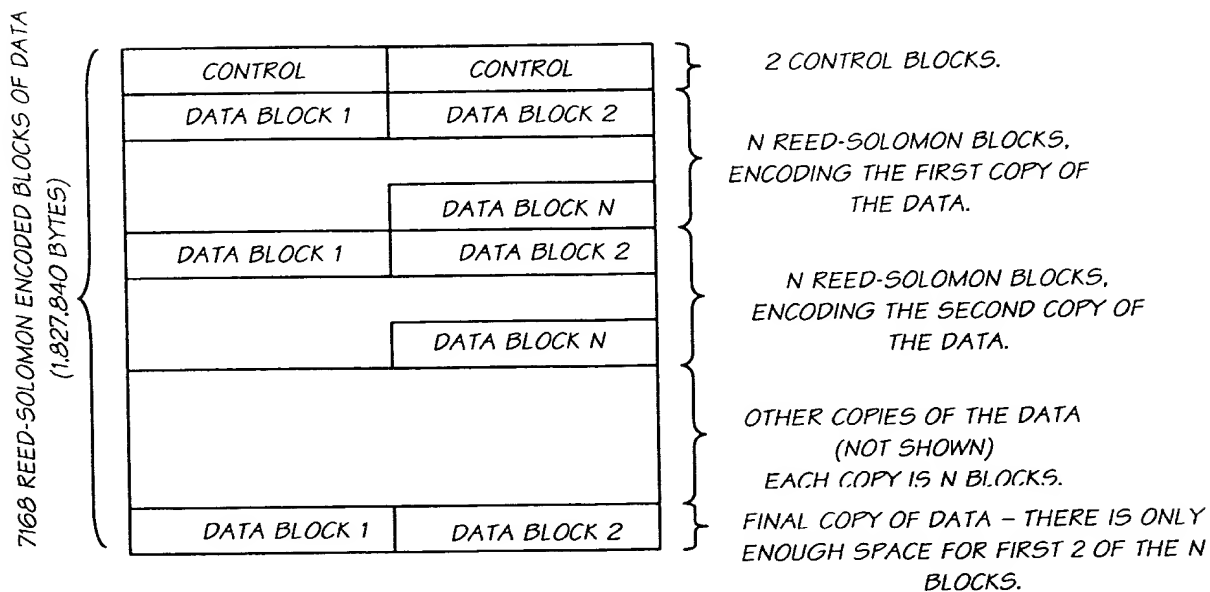 7168 REED-SOLOMON ENCODED BLOCKS OF DATA
(1.827.840 BYTES)
CONTROL CONTROL
2 CONTROL BLOCKS.
DATA BLOCK 1 DATA BLOCK 2
DATA BLOCK N
N REED-SOLOMON BLOCKS,
ENCODING THE FIRST COPY OF
THE DATA.
DATA BLOCK 1 DATA BLOCK 2
DATA BLOCK N
N REED-SOLOMON BLOCKS,
ENCODING THE SECOND COPY OF
THE DATA.
OTHER COPIES OF THE DATA
(NOT SHOWN)
EACH COPY IS N BLOCKS.
DATA BLOCK 1 DATA BLOCK 2
FINAL COPY OF DATA – THERE IS ONLY
ENOUGH SPACE FOR FIRST 2 OF THE N
BLOCKS.